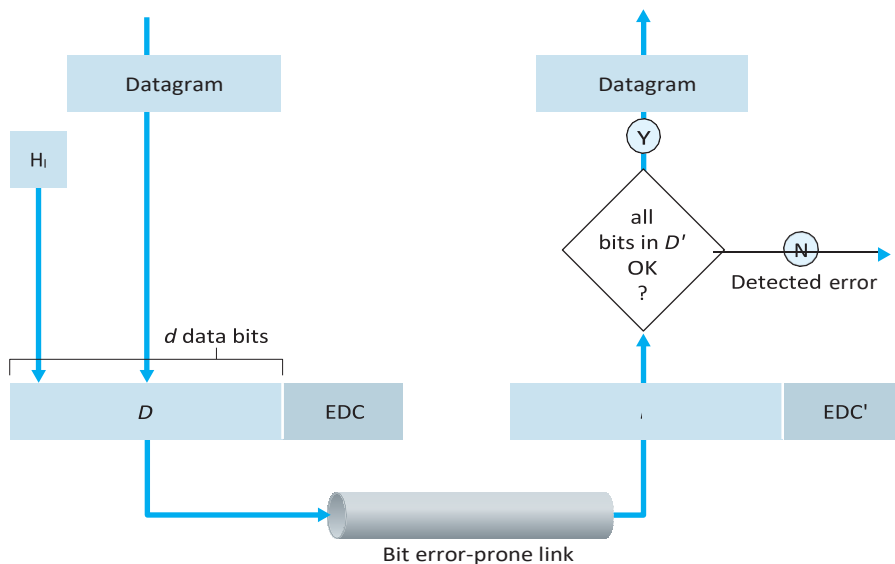 Datagram
Datagram
Hl
Y
all
bits in D'
OK
?
N
Detected error
d data bits
D
EDC
EDC'
Bit error-prone link